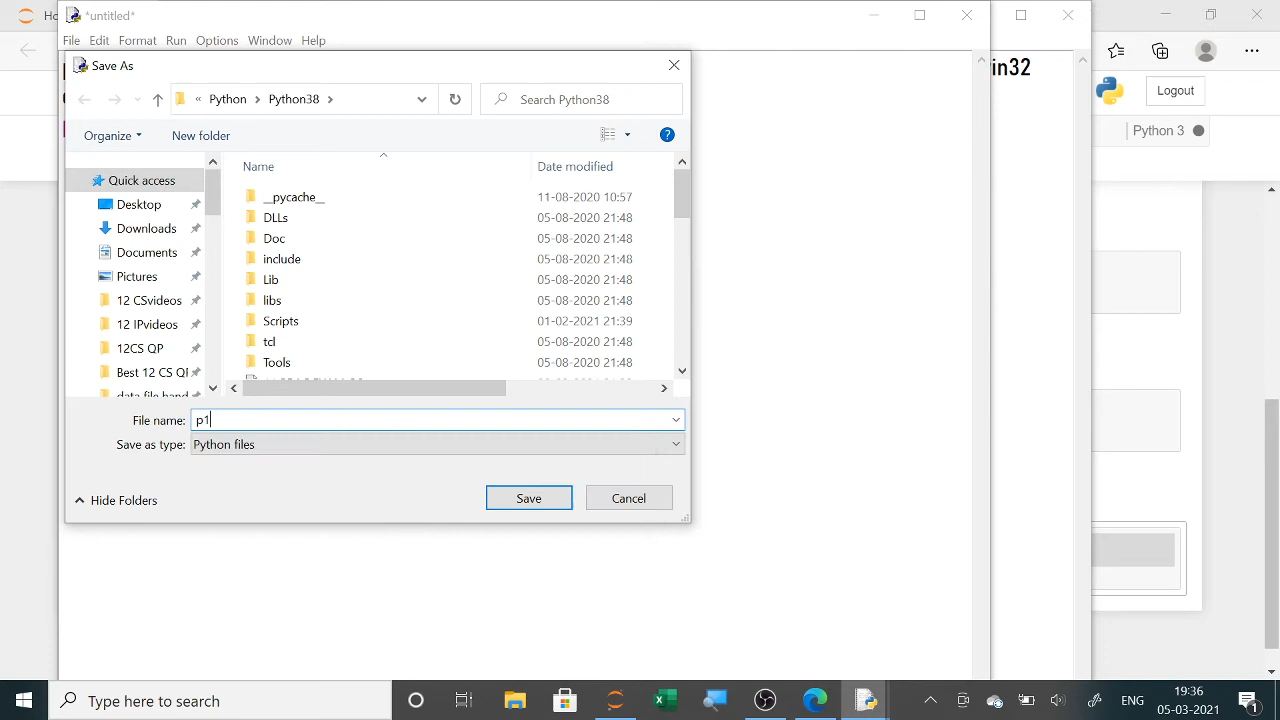 Ho
*untitled*
File Edit Format Run Options Window Help
in32
Save As
« Python > Python38 >
Search Python38
Logout
Organize
New folder
?
Python 3
Name
Date modified
Quick access
Desktop
Downloads
Documents
Pictures
12 CSvideos
12 IPvideos
12CS QP
Best 12 CS QF
__pycache__ 11-08-2020 10:57
DLLs 05-08-2020 21:48
Doc 05-08-2020 21:48
include 05-08-2020 21:48
Lib 05-08-2020 21:48
libs 05-08-2020 21:48
Scripts 01-02-2021 21:39
tcl 05-08-2020 21:48
Tools 05-08-2020 21:48
File name: p1
Save as type: Python files
Hide Folders
Save
Cancel
Type here to search
ENG
19:36
05-03-2021
1